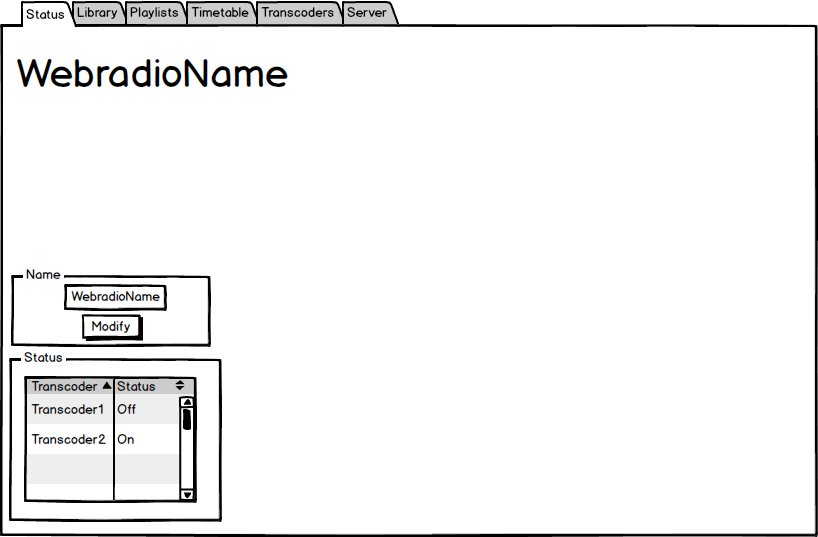 Status Library Playlists Timetable Transcoders Server
WebradioName
Name
WebradioName
Modify
Status
Transcoder Status
Transcoder1 Off
Transcoder2 On